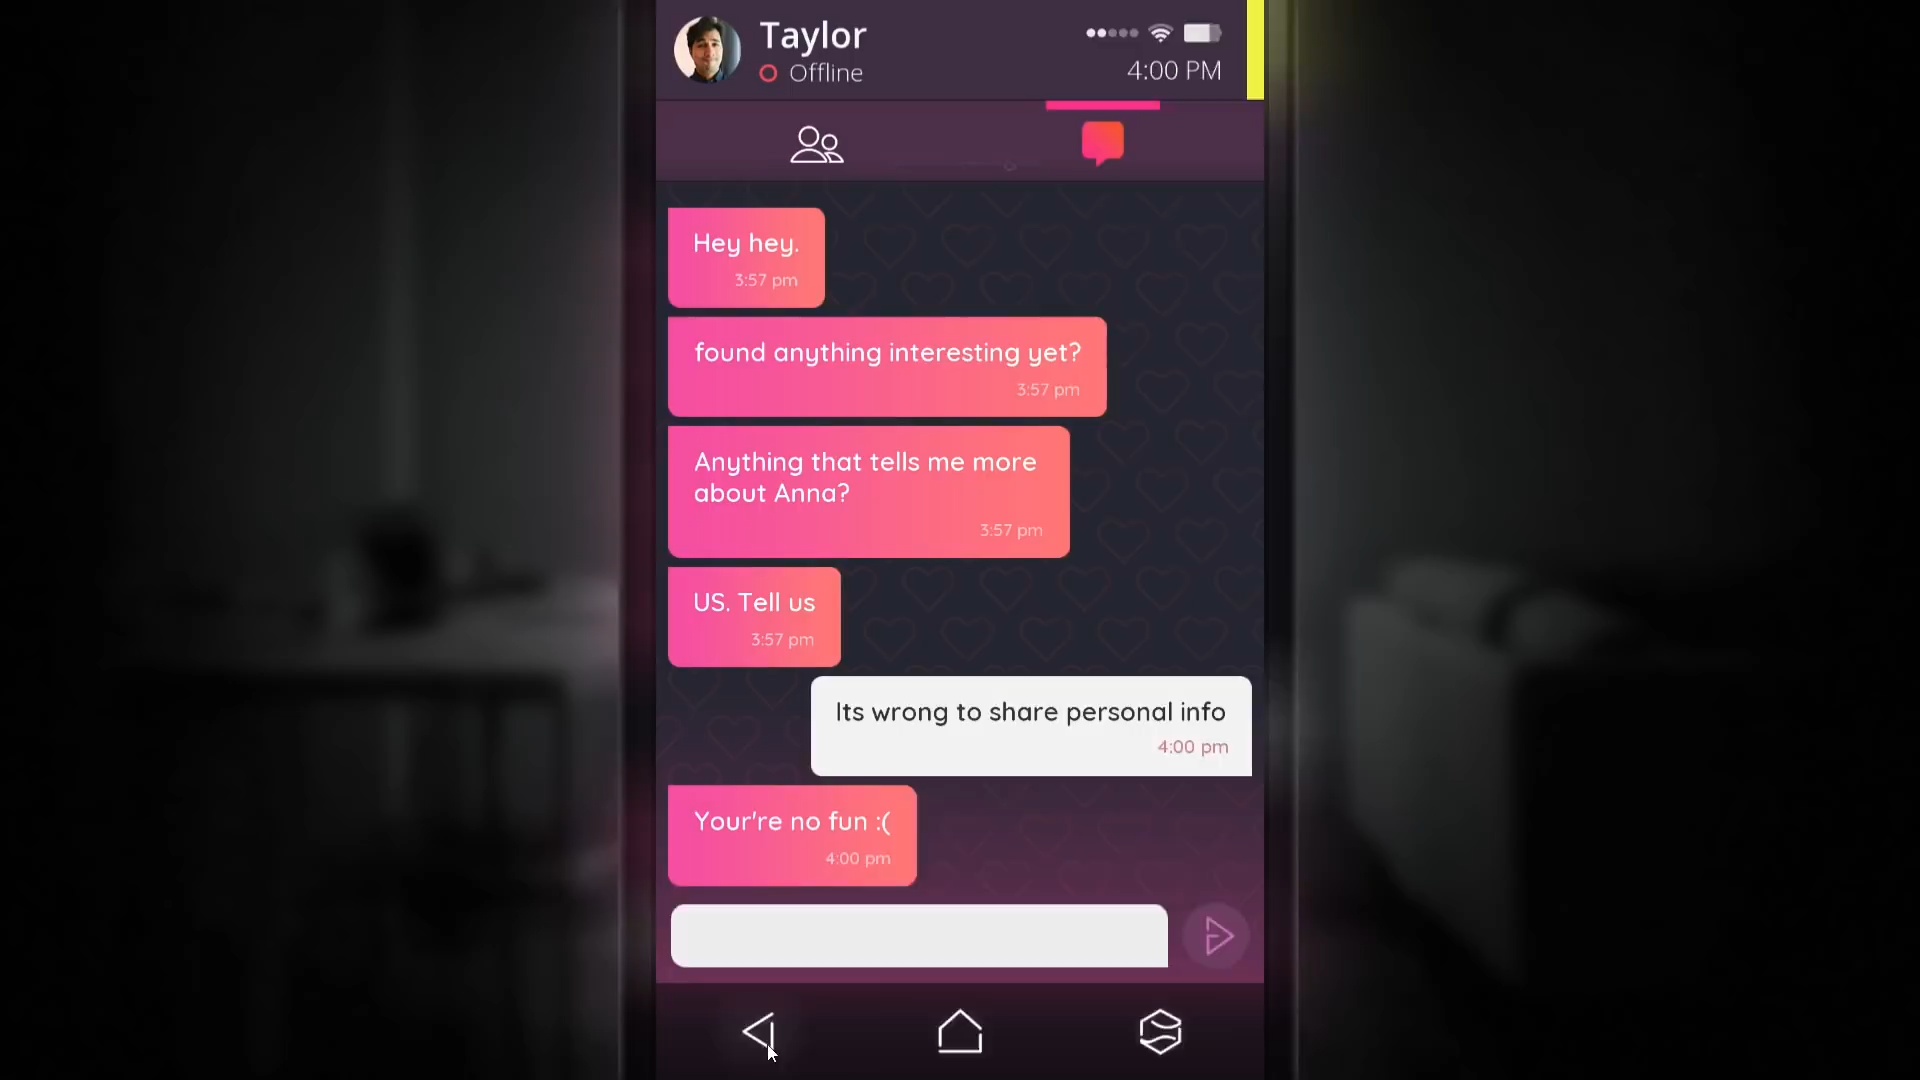 Taylor
Offline
4:00 PM
Hey hey.
3:57 pm
found anything interesting yet?
3:57 pm
Anything that tells me more
about Anna?
3:57 pm
US. Tell us
3:57 pm
Its wrong to share personal info
4:00 pm
Your're no fun :(
4:00 pm